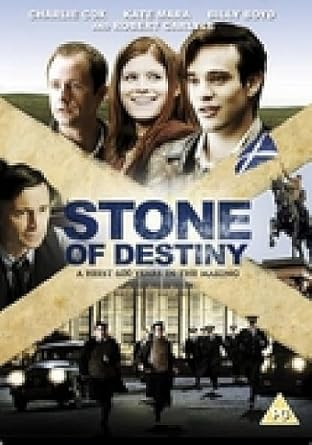 CHARLIE COX KATE MARA BILLY BOYD
AND ROBERT CARLYLE
STONE
OF DESTINY
A HEIST 600 YEARS IN THE MAKING
PG